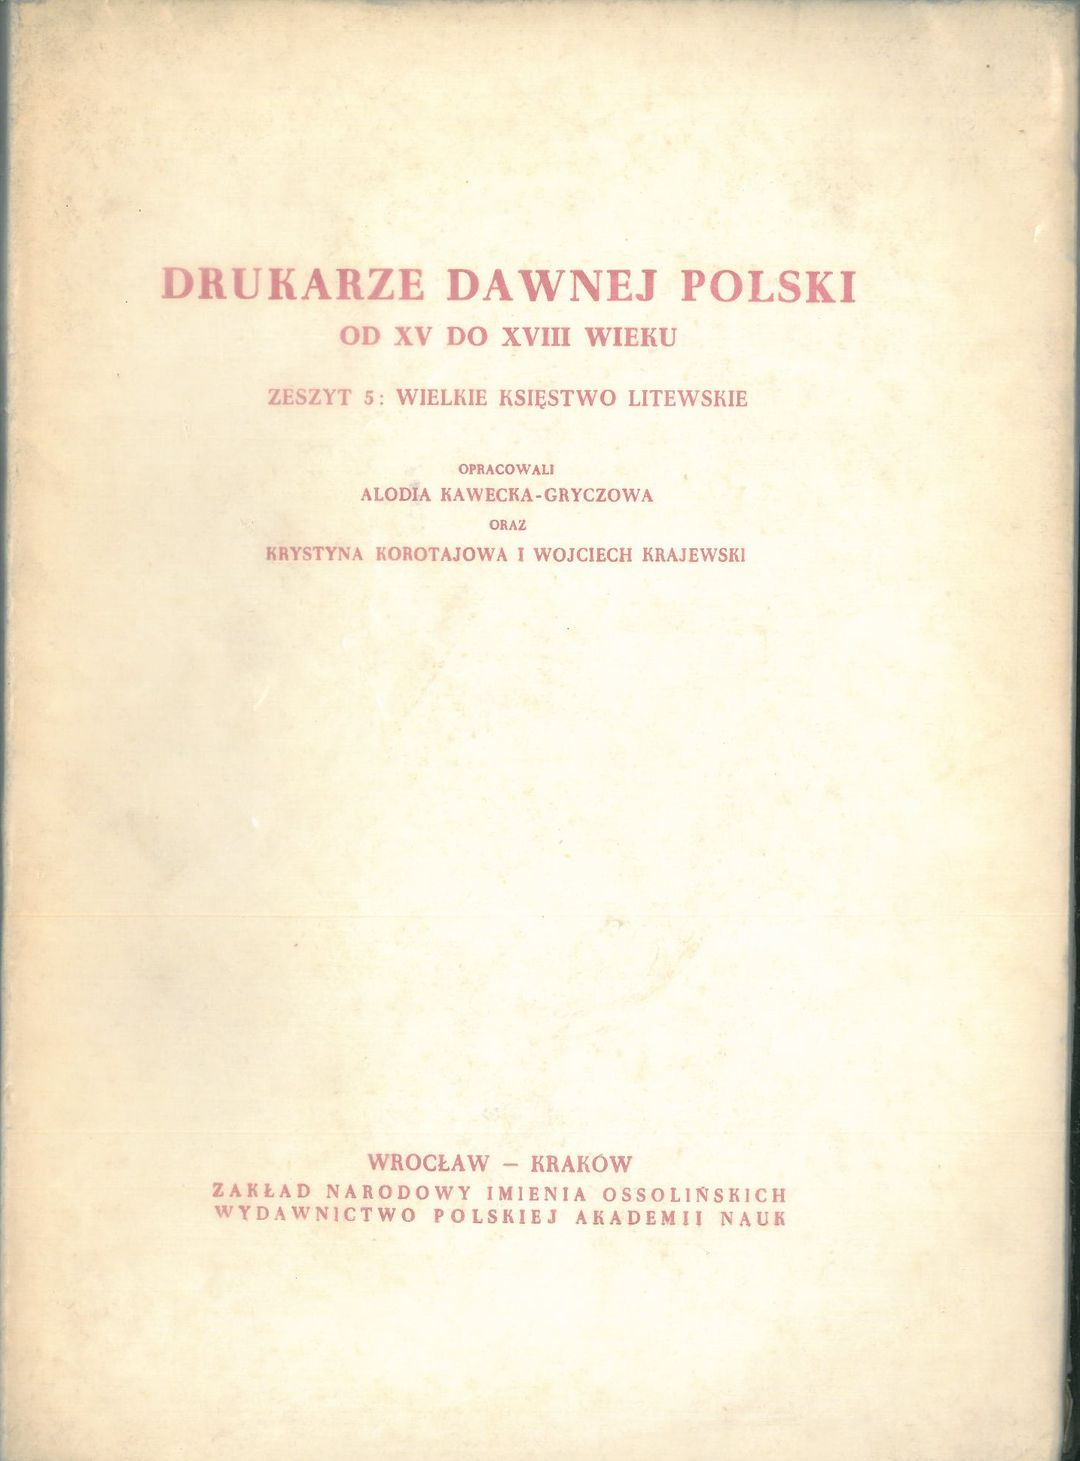 DRUKARZE DAWNEJ POLSKI
OD XV DO XVIII WIEKU
ZESZYT 5: WIELKIE KSIĘSTWO LITEWSKIE
OPRACOWALI
ALODIA KAWECKA-GRYCZOWA
ORAZ
KRYSTYNA KOROTAJOWA I WOJCIECH KRAJEWSKI
WROCŁAW – KRAKÓW
ZAKŁAD NARODOWY IMIENIA OSSOLIŃSKICH
WYDAWNICTWO POLSKIEJ AKADEMII NAUK